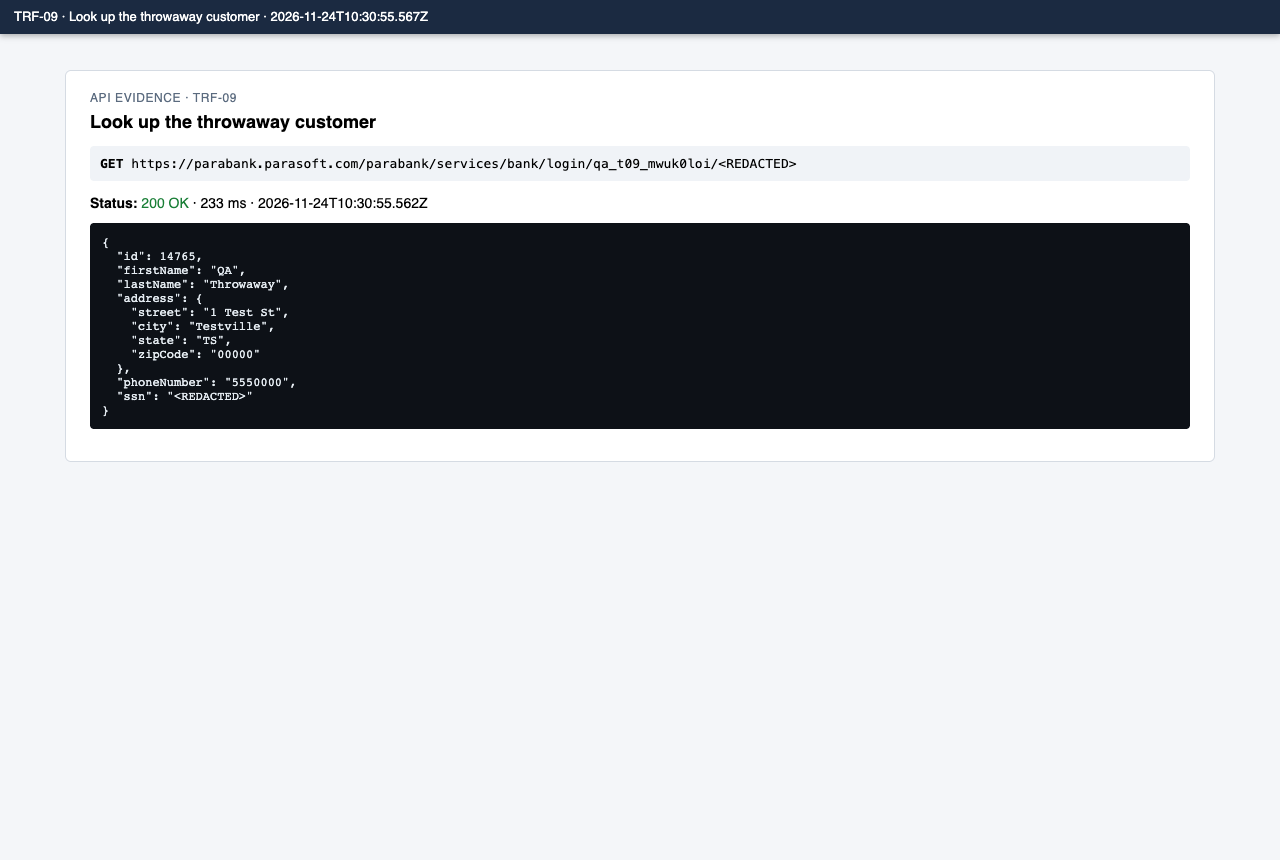 TRF-09 · Look up the throwaway customer · 2026-11-24T10:30:55.567Z
API EVIDENCE · TRF-09
Look up the throwaway customer
GET https://parabank.parasoft.com/parabank/services/bank/login/qa_t09_mwuk0loi/<REDACTED>
Status: 200 OK · 233 ms · 2026-11-24T10:30:55.562Z
{
  "id": 14765,
  "firstName": "QA",
  "lastName": "Throwaway",
  "address": {
    "street": "1 Test St",
    "city": "Testville",
    "state": "TS",
    "zipCode": "00000"
  },
  "phoneNumber": "5550000",
  "ssn": "<REDACTED>"
}